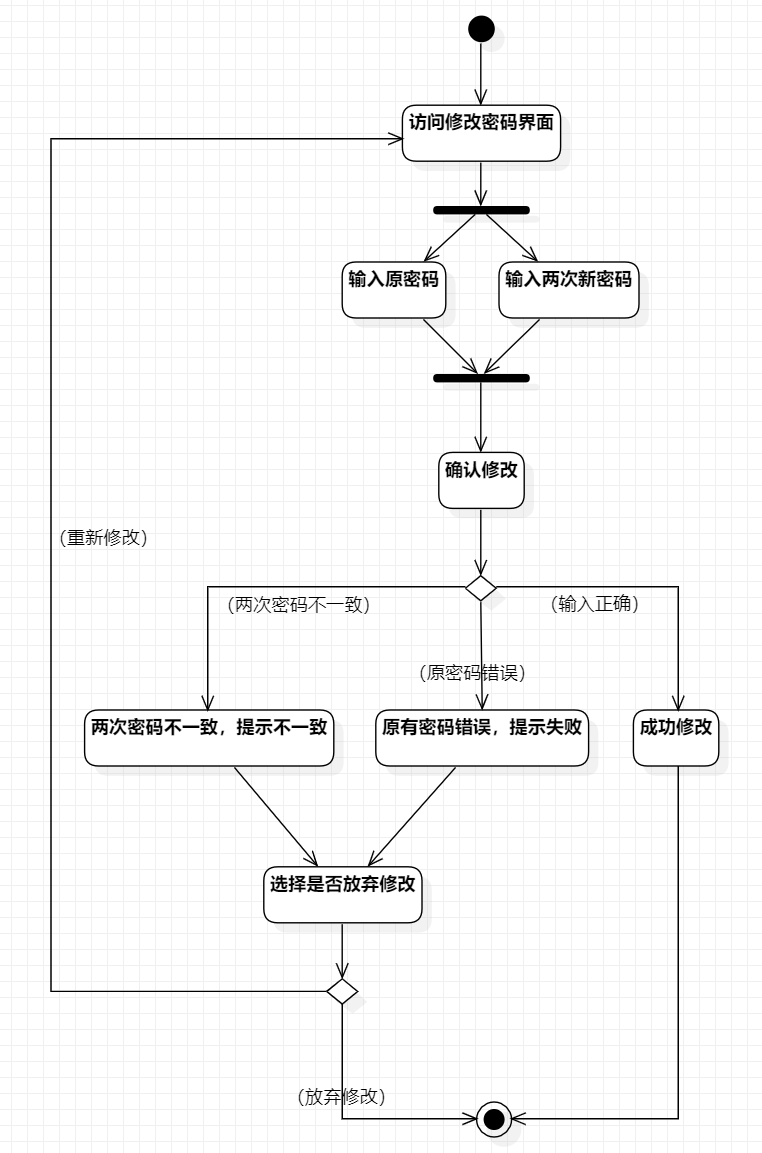 访问修改密码界面
输入原密码
输入两次新密码
确认修改
（重新修改）
（两次密码不一致）
（输入正确）
（原密码错误）
两次密码不一致，提示不一致
原有密码错误，提示失败
成功修改
选择是否放弃修改
（放弃修改）